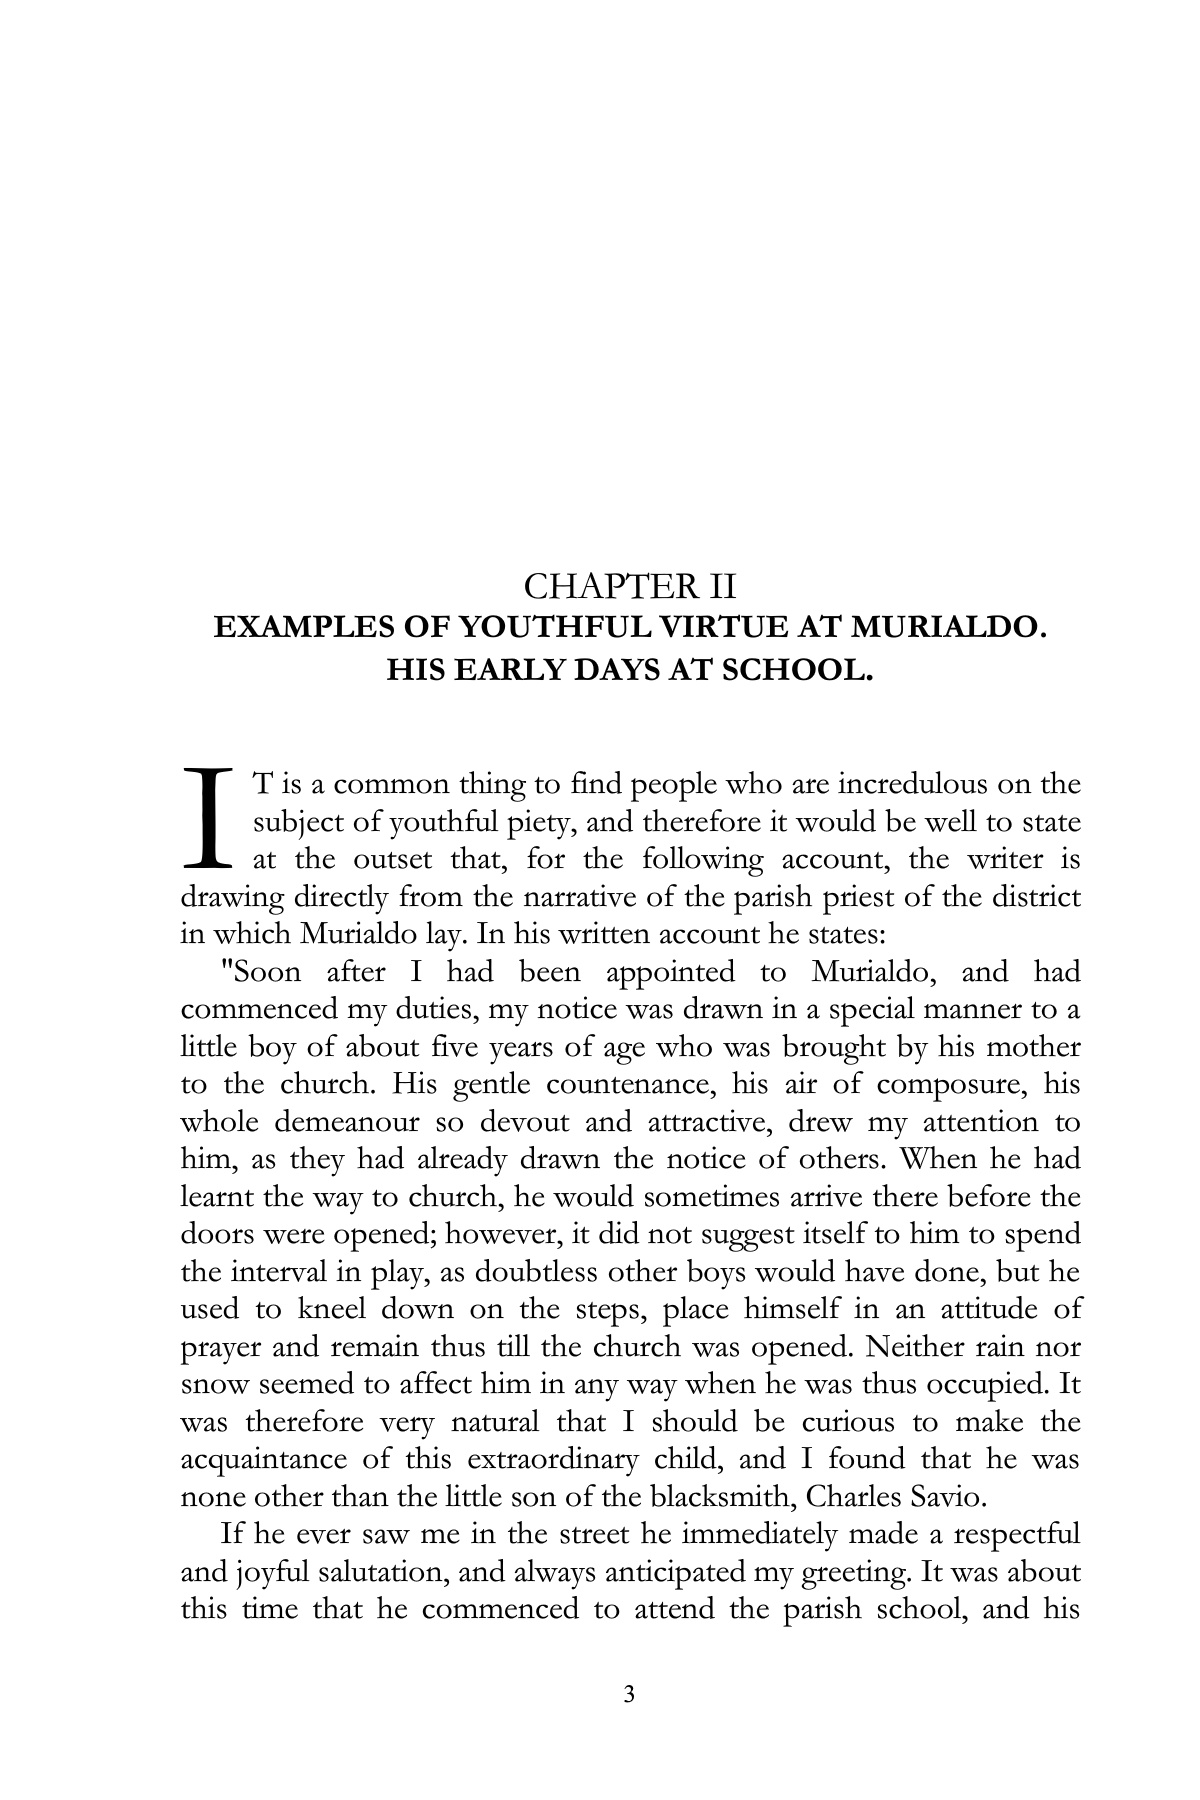 CHAPTER II
EXAMPLES OF YOUTHFUL VIRTUE AT MURIALDO.
HIS EARLY DAYS AT SCHOOL.
IT is a common thing to find people who are incredulous on the
subject of youthful piety, and therefore it would be well to state
at the outset that, for the following account, the writer is
drawing directly from the narrative of the parish priest of the district
in which Murialdo lay. In his written account he states:
"Soon after I had been appointed to Murialdo, and had
commenced my duties, my notice was drawn in a special manner to a
little boy of about five years of age who was brought by his mother
to the church. His gentle countenance, his air of composure, his
whole demeanour so devout and attractive, drew my attention to
him, as they had already drawn the notice of others. When he had
learnt the way to church, he would sometimes arrive there before the
doors were opened; however, it did not suggest itself to him to spend
the interval in play, as doubtless other boys would have done, but he
used to kneel down on the steps, place himself in an attitude of
prayer and remain thus till the church was opened. Neither rain nor
snow seemed to affect him in any way when he was thus occupied. It
was therefore very natural that I should be curious to make the
acquaintance of this extraordinary child, and I found that he was
none other than the little son of the blacksmith, Charles Savio.
If he ever saw me in the street he immediately made a respectful
and joyful salutation, and always anticipated my greeting. It was about
this time that he commenced to attend the parish school, and his
3